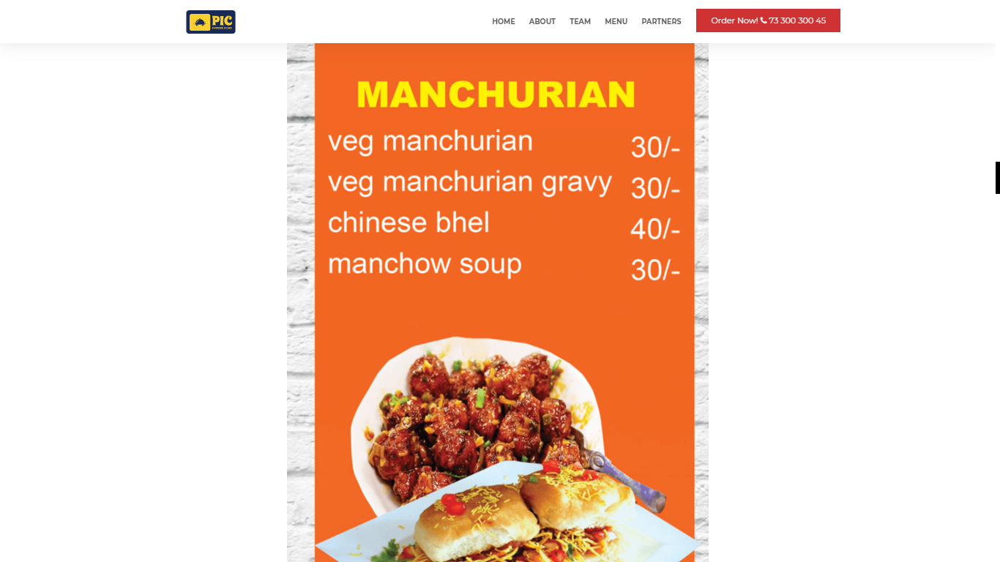 PIC
HOME ABOUT TEAM MENU PARTNERS Order Now! 73 300 300 45
MANCHURIAN
veg manchurian 30/-
veg manchurian gravy 30/-
chinese bhel 40/-
manchow soup 30/-